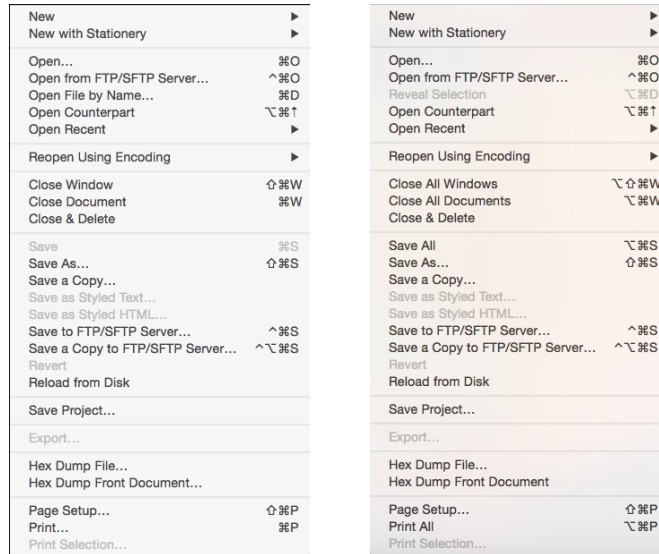 New ▶
New with Stationery ▶
Open... ⌘O
Open from FTP/SFTP Server... ^⌘O
Open File by Name... ⌘D
Open Counterpart ⌥⌘↑
Open Recent ▶
Reopen Using Encoding ▶
Close Window ⇧⌘W
Close Document ⌘W
Close & Delete
Save ⌘S
Save As... ⇧⌘S
Save a Copy...
Save as Styled Text...
Save as Styled HTML...
Save to FTP/SFTP Server... ^⌘S
Save a Copy to FTP/SFTP Server... ^⌥⌘S
Revert
Reload from Disk
Save Project...
Export...
Hex Dump File...
Hex Dump Front Document...
Page Setup... ⇧⌘P
Print... ⌘P
Print Selection...
New ▶
New with Stationery ▶
Open... ⌘O
Open from FTP/SFTP Server... ^⌘O
Reveal Selection ⌥⌘D
Open Counterpart ⌥⌘↑
Open Recent ▶
Reopen Using Encoding ▶
Close All Windows ⌥⇧⌘W
Close All Documents ⌥⌘W
Close & Delete
Save All ⌥⌘S
Save As... ⇧⌘S
Save a Copy...
Save as Styled Text...
Save as Styled HTML...
Save to FTP/SFTP Server... ^⌘S
Save a Copy to FTP/SFTP Server... ^⌥⌘S
Revert
Reload from Disk
Save Project...
Export...
Hex Dump File...
Hex Dump Front Document
Page Setup... ⇧⌘P
Print All ⌥⌘P
Print Selection...